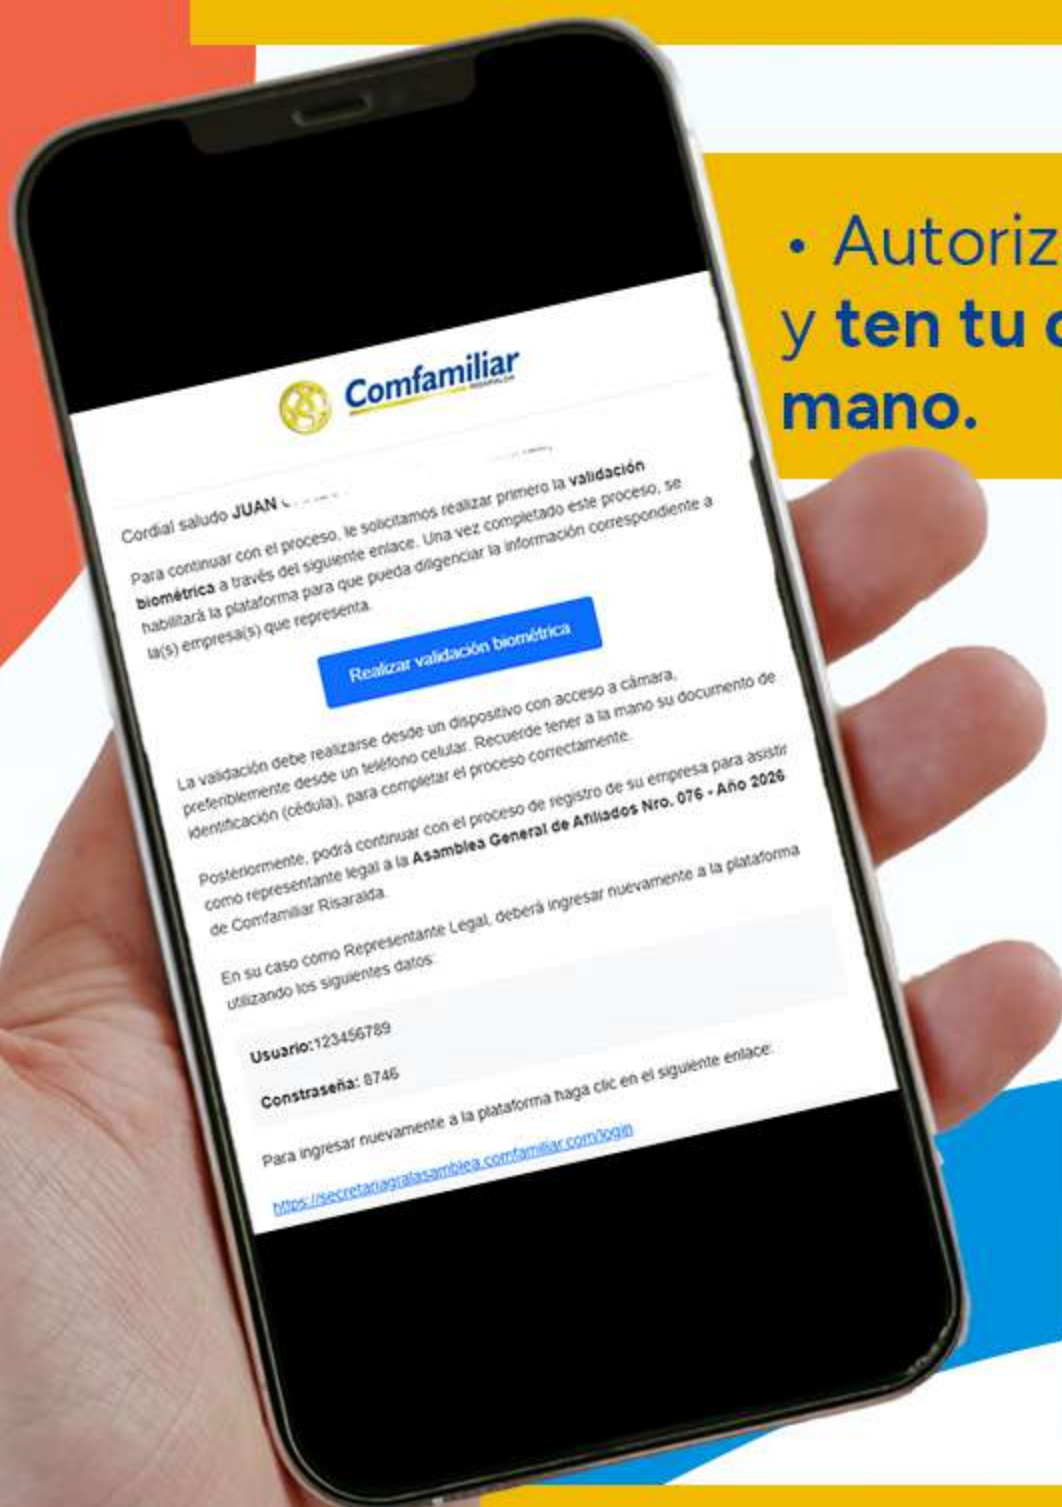 • Autoriz
y ten tu c
mano.
Comfamiliar
RISARALDA
Cordial saludo JUAN
Para continuar con el proceso, le solicitamos realizar primero la validación
biométrica a través del siguiente enlace. Una vez completado este proceso, se
habilitará la plataforma para que pueda diligenciar la información correspondiente a
la(s) empresa(s) que representa.
Realizar validación biométrica
La validación debe realizarse desde un dispositivo con acceso a cámara,
preferiblemente desde un teléfono celular. Recuerde tener a la mano su documento de
identificación (cédula), para completar el proceso correctamente.
Posteriormente, podrá continuar con el proceso de registro de su empresa para asistir
como representante legal a la Asamblea General de Afiliados Nro. 076 - Año 2026
de Comfamiliar Risaralda.
En su caso como Representante Legal, deberá ingresar nuevamente a la plataforma
utilizando los siguientes datos:
Usuario:123456789
Constraseña: 8746
Para ingresar nuevamente a la plataforma haga clic en el siguiente enlace:
https://secretariagralasamblea.comfamiliar.com/login